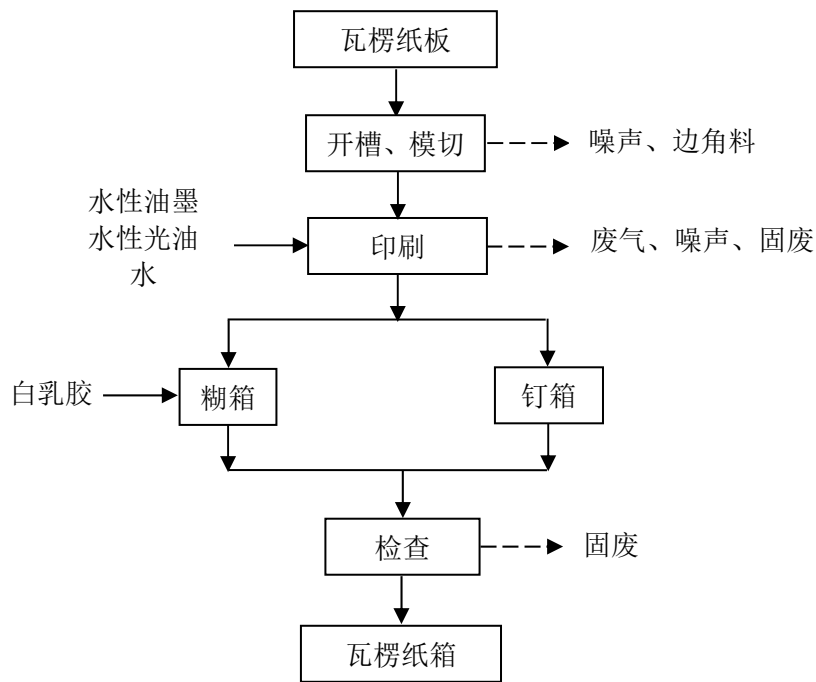 瓦楞纸板
开槽、模切
噪声、边角料
水性油墨
水性光油
水
印刷
废气、噪声、固废
白乳胶
糊箱
钉箱
检查
固废
瓦楞纸箱